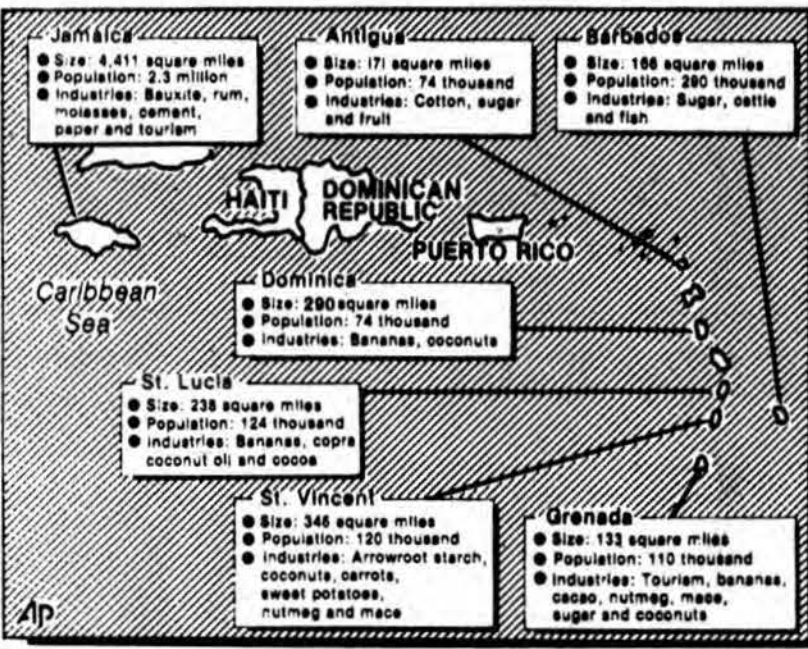 Jamaica
● Size: 4,411 square miles
● Population: 2.3 million
● Industries: Bauxite, rum,
molasses, cement,
paper and tourism
Antigua
● Size: 171 square miles
● Population: 74 thousand
● Industries: Cotton, sugar
and fruit
Barbados
● Size: 166 square miles
● Population: 290 thousand
● Industries: Sugar, cattle
and fish
HAITI
DOMINICAN
REPUBLIC
PUERTO RICO
Caribbean
Sea
Dominica
● Size: 290 square miles
● Population: 74 thousand
● Industries: Bananas, coconuts
St. Lucia
● Size: 238 square miles
● Population: 124 thousand
● Industries: Bananas, copra
coconut oil and cocoa
St. Vincent
● Size: 346 square miles
● Population: 120 thousand
● Industries: Arrowroot starch,
coconuts, carrots,
sweet potatoes,
nutmeg and mace
Grenada
● Size: 133 square miles
● Population: 110 thousand
● Industries: Tourism, bananas,
cacao, nutmeg, mace,
sugar and coconuts
AP